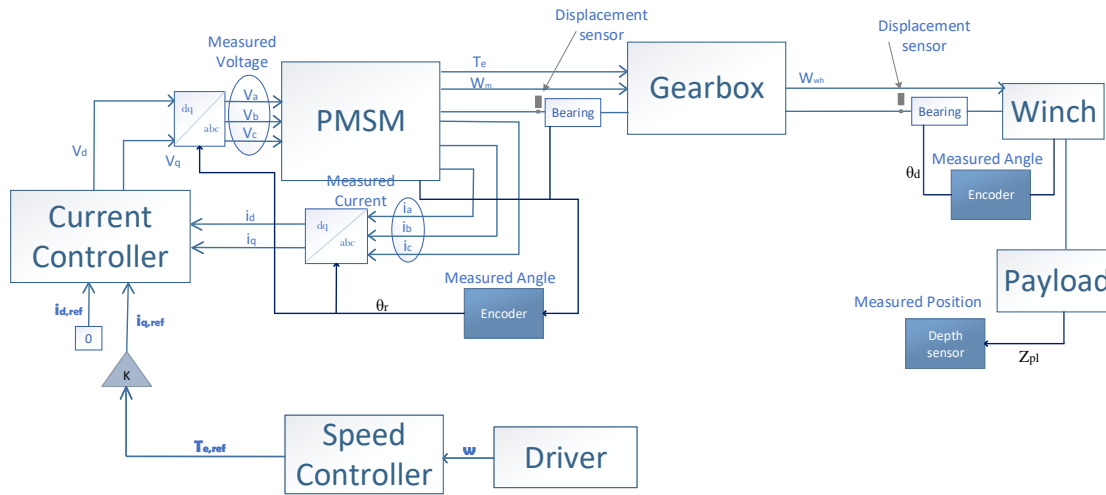 Displacement
sensor
Displacement
sensor
Measured
Voltage
Te
Wm
Gearbox
Wwh
Va
Vb
Vc
dq
abc
PMSM
Bearing
Bearing
Winch
Vd
Vq
Measured Angle
θd
Encoder
Measured
Current
Current
Controller
id
iq
dq
abc
ia
ib
ic
Measured Angle
θr
Encoder
Payload
Measured Position
Depth
sensor
Zpl
id,ref
iq,ref
0
K
Te,ref
Speed
Controller
w
Driver